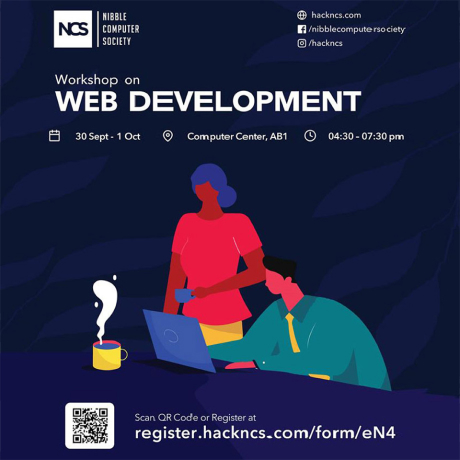 NCS
NIBBLE
COMPUTER
SOCIETY
hackncs.com
/nibblecomputersociety
/hackncs
Workshop on
WEB DEVELOPMENT
30 Sept - 1 Oct
Computer Center, AB1
04:30 - 07:30 pm
Scan QR Code or Register at
register.hackncs.com/form/eN4